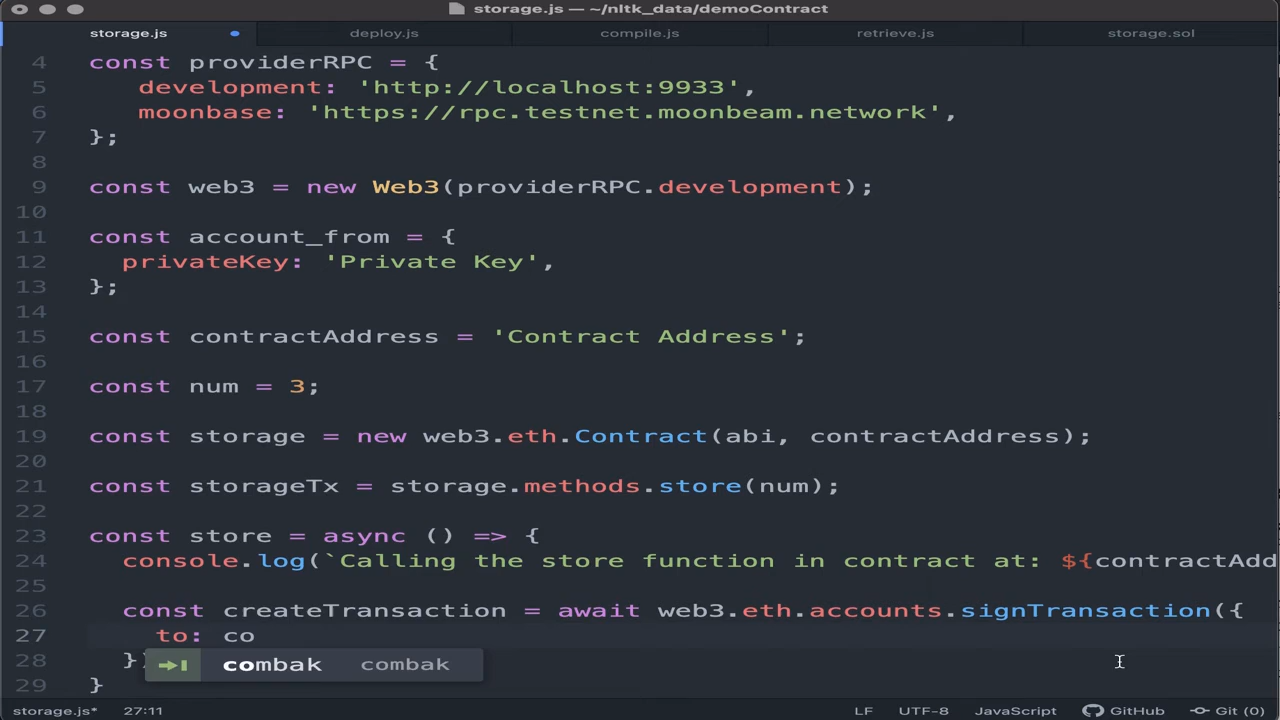 storage.js — ~/nltk_data/demoContract
storage.js deploy.js compile.js retrieve.js storage.sol
4 const providerRPC = {
5 development: 'http://localhost:9933',
6 moonbase: 'https://rpc.testnet.moonbeam.network',
7 };
8
9 const web3 = new Web3(providerRPC.development);
10
11 const account_from = {
12 privateKey: 'Private Key',
13 };
14
15 const contractAddress = 'Contract Address';
16
17 const num = 3;
18
19 const storage = new web3.eth.Contract(abi, contractAddress);
20
21 const storageTx = storage.methods.store(num);
22
23 const store = async () => {
24 console.log(`Calling the store function in contract at: ${contractAdd
25
26 const createTransaction = await web3.eth.accounts.signTransaction({
27 to: co
28 })
combak combak
29 }
storage.js* 27:11 LF UTF-8 JavaScript GitHub Git (0)